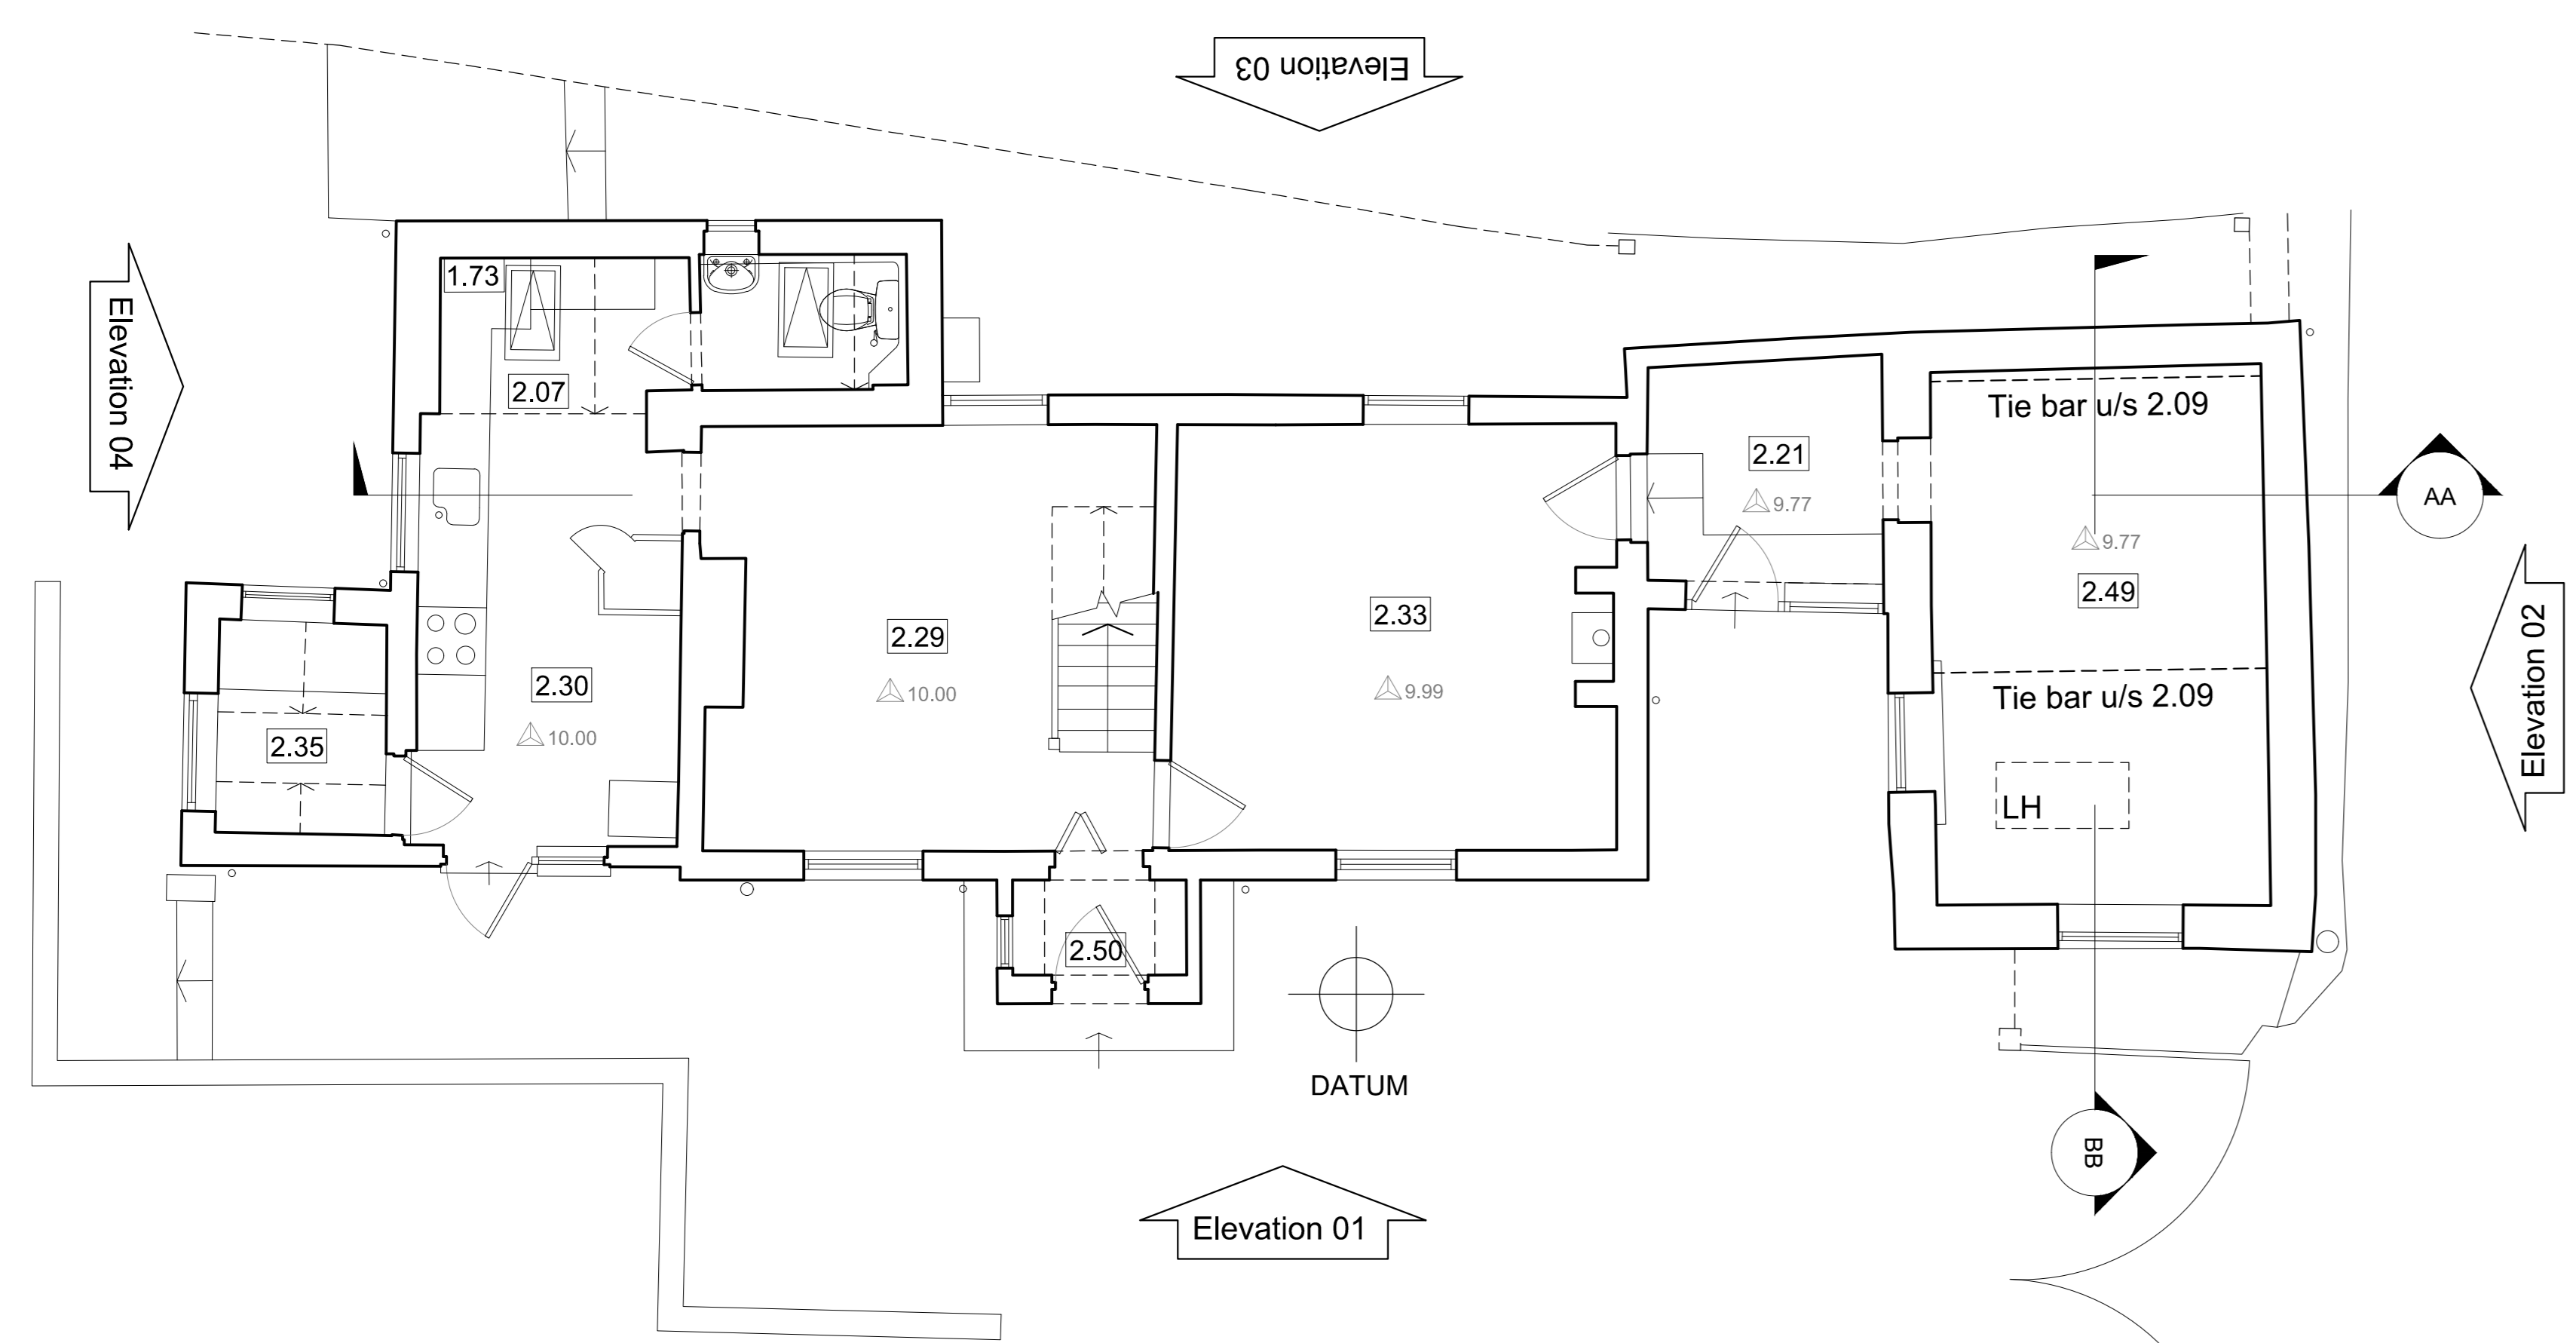 Elevation 03
1.73
Elevation 04
2.07
Tie bar u/s 2.09
2.21
AA
9.77
9.77
2.49
2.33
2.29
Elevation 02
2.30
10.00
9.99
Tie bar u/s 2.09
10.00
2.35
LH
2.50
DATUM
BB
Elevation 01